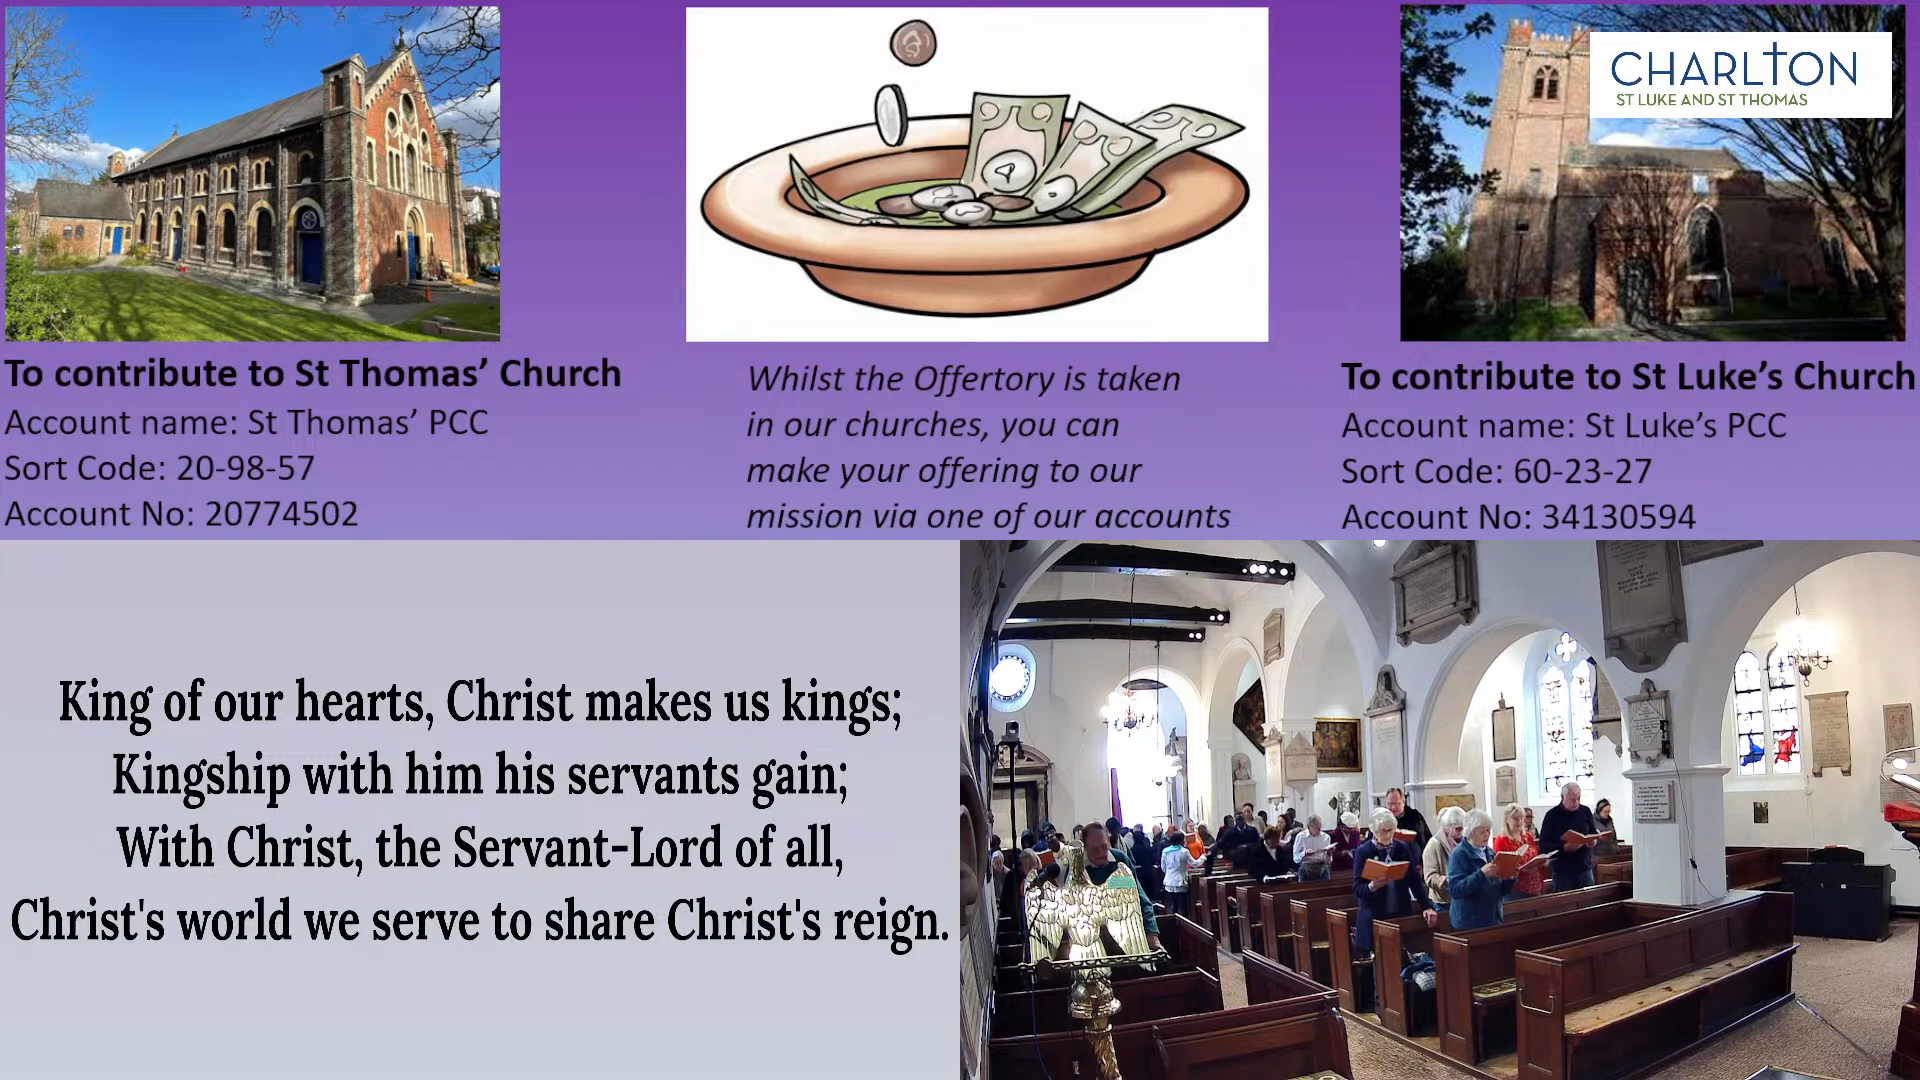 CHARLTON
ST LUKE AND ST THOMAS
To contribute to St Thomas’ Church
Account name: St Thomas’ PCC
Sort Code: 20-98-57
Account No: 20774502
Whilst the Offertory is taken
in our churches, you can
make your offering to our
mission via one of our accounts
To contribute to St Luke’s Church
Account name: St Luke’s PCC
Sort Code: 60-23-27
Account No: 34130594
King of our hearts, Christ makes us kings;
Kingship with him his servants gain;
With Christ, the Servant-Lord of all,
Christ's world we serve to share Christ's reign.